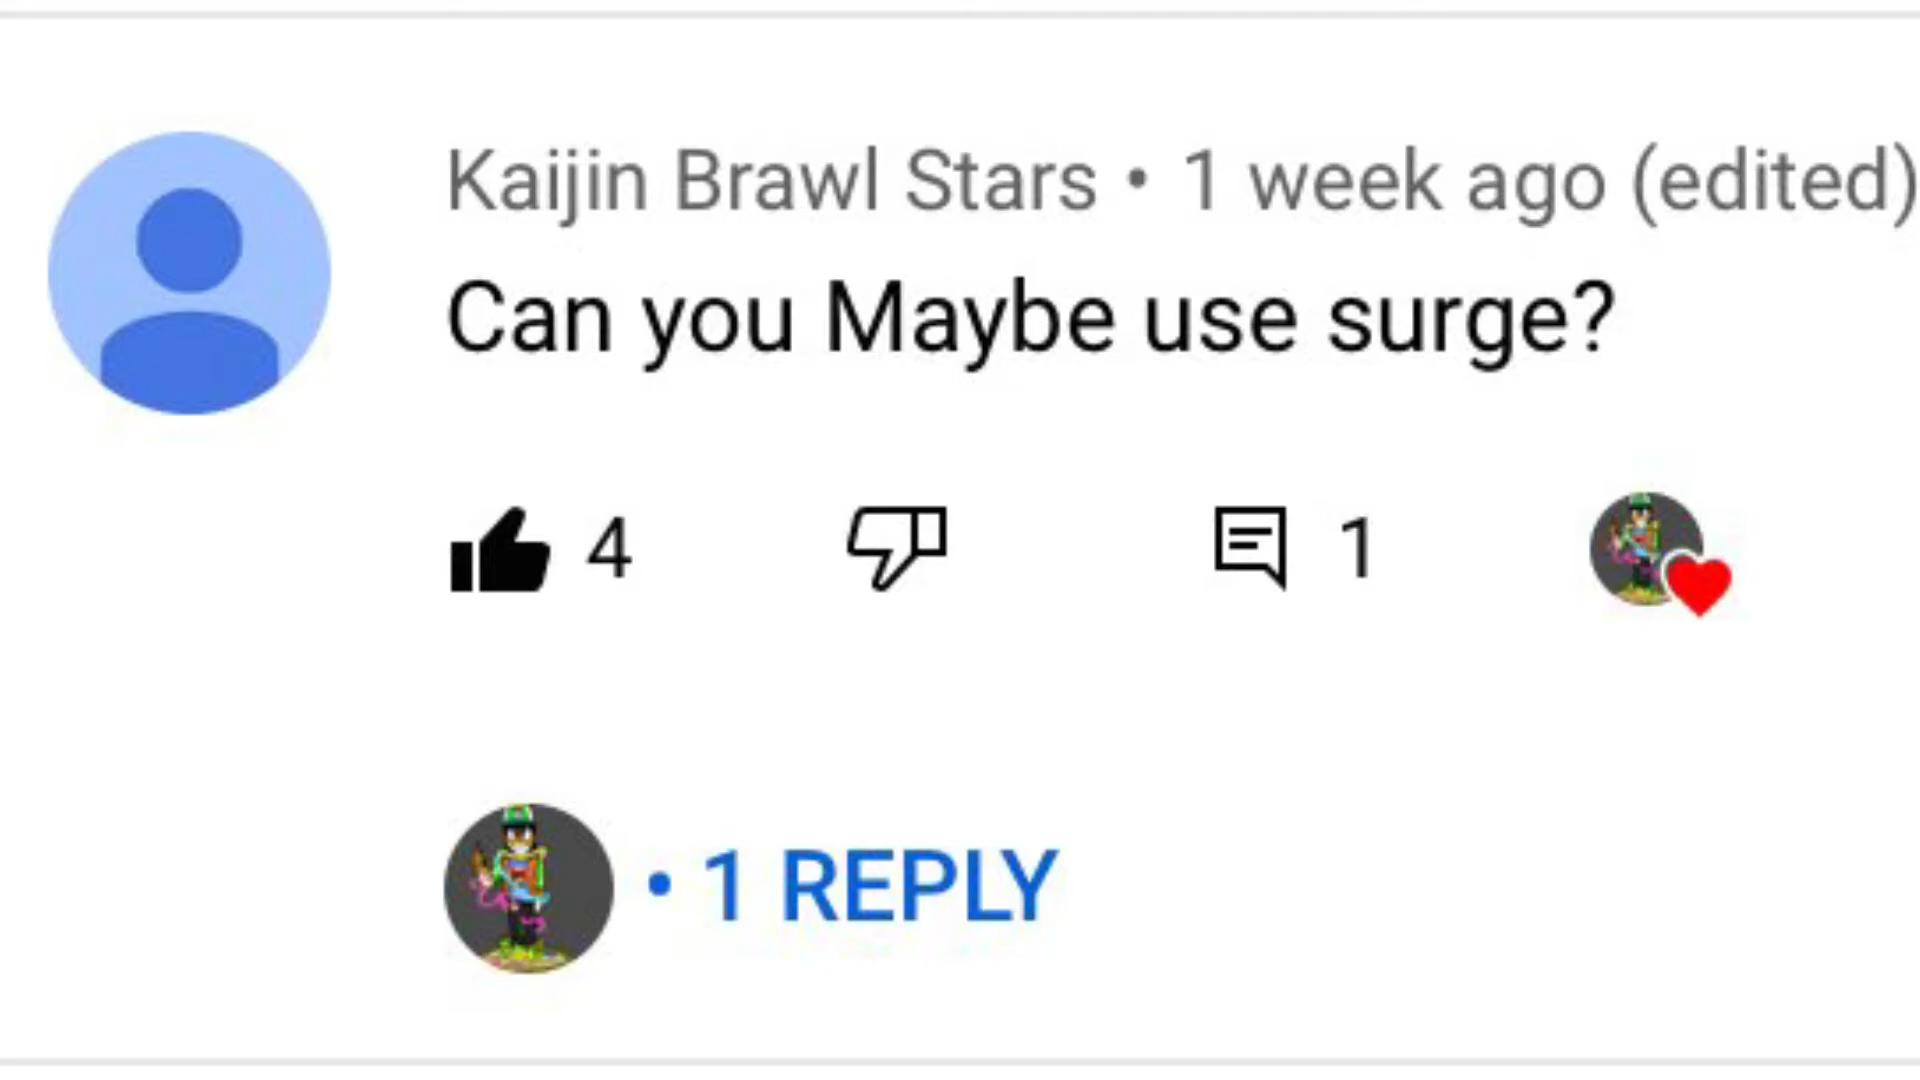 Kaijin Brawl Stars • 1 week ago (edited)
Can you Maybe use surge?
4 1
• 1 REPLY